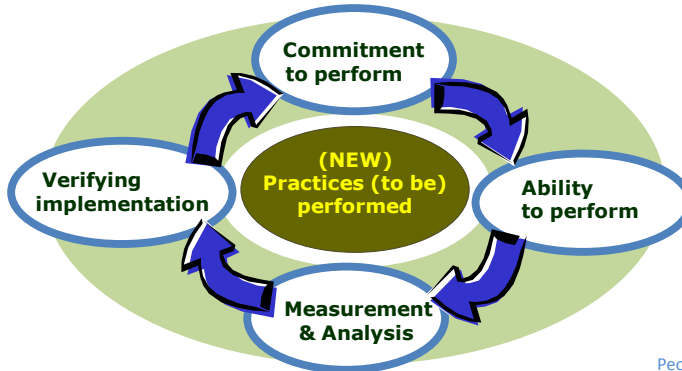 Commitment
to perform
(NEW)
Practices (to be)
performed
Verifying
implementation
Ability
to perform
Measurement
& Analysis